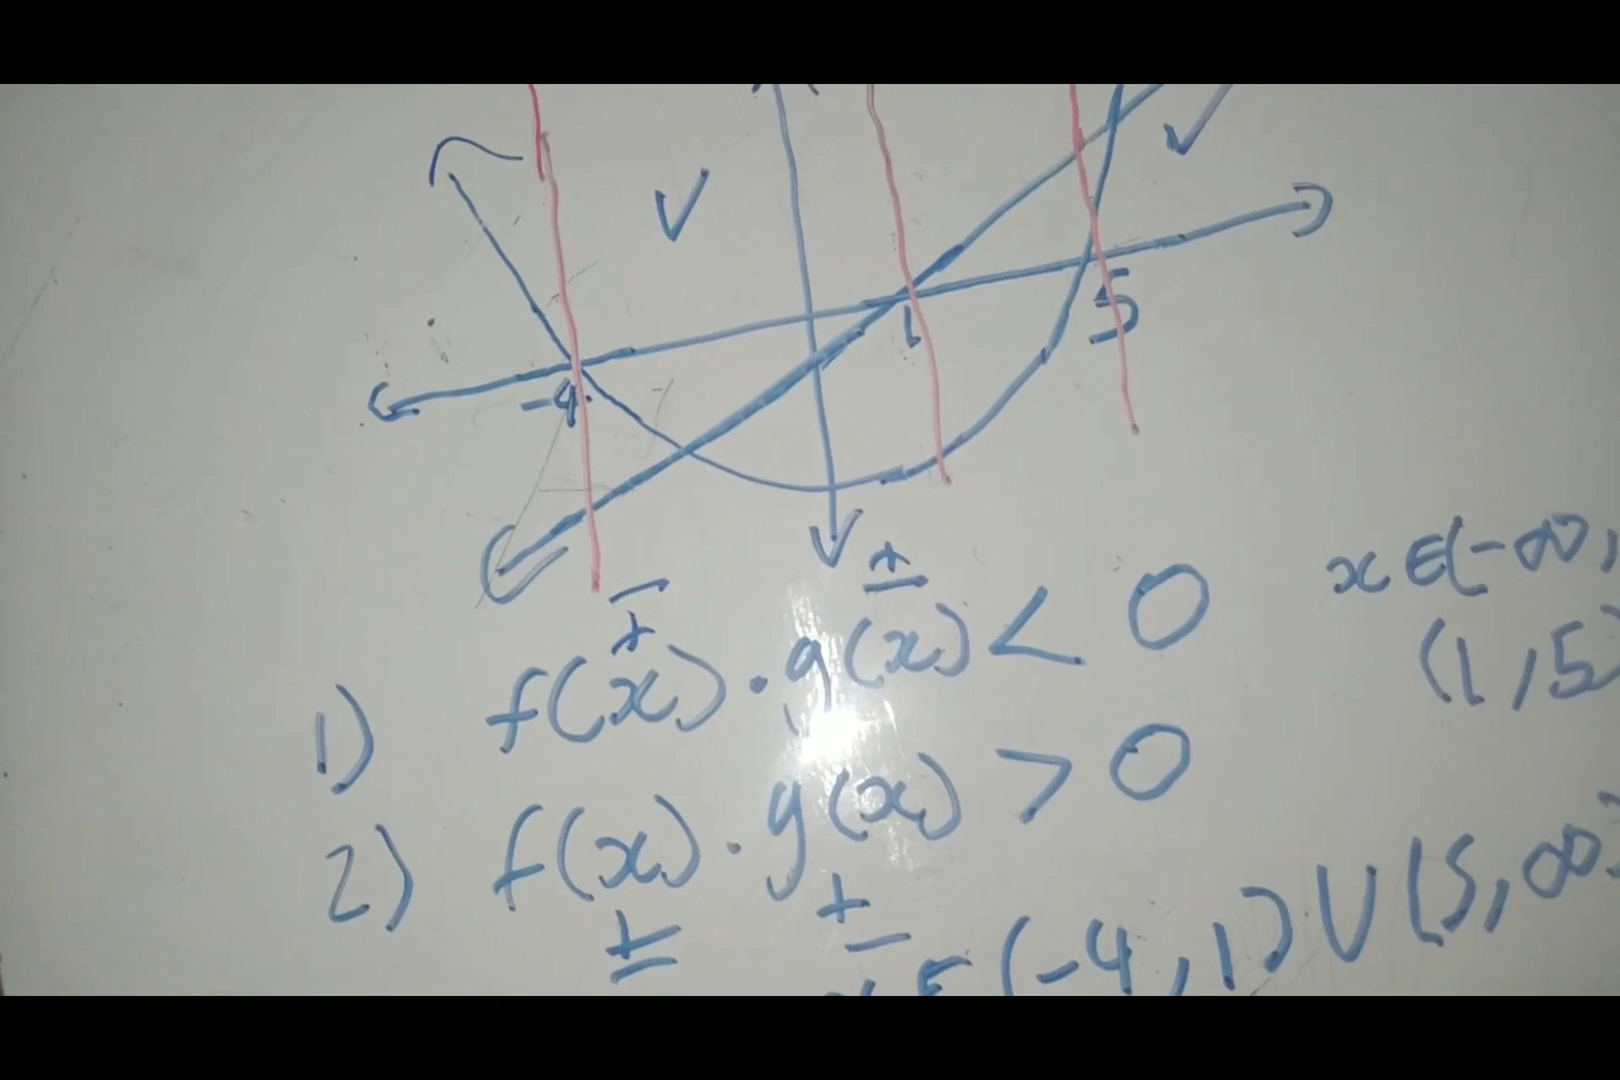 -4
1
5
- +
+ -
1) f(x) . g(x) < 0
x ∈ (-∞,
(1, 5)
2) f(x) . g(x) > 0
+ -
+ -
x ∈ (-4, 1) ∪ (5, ∞)